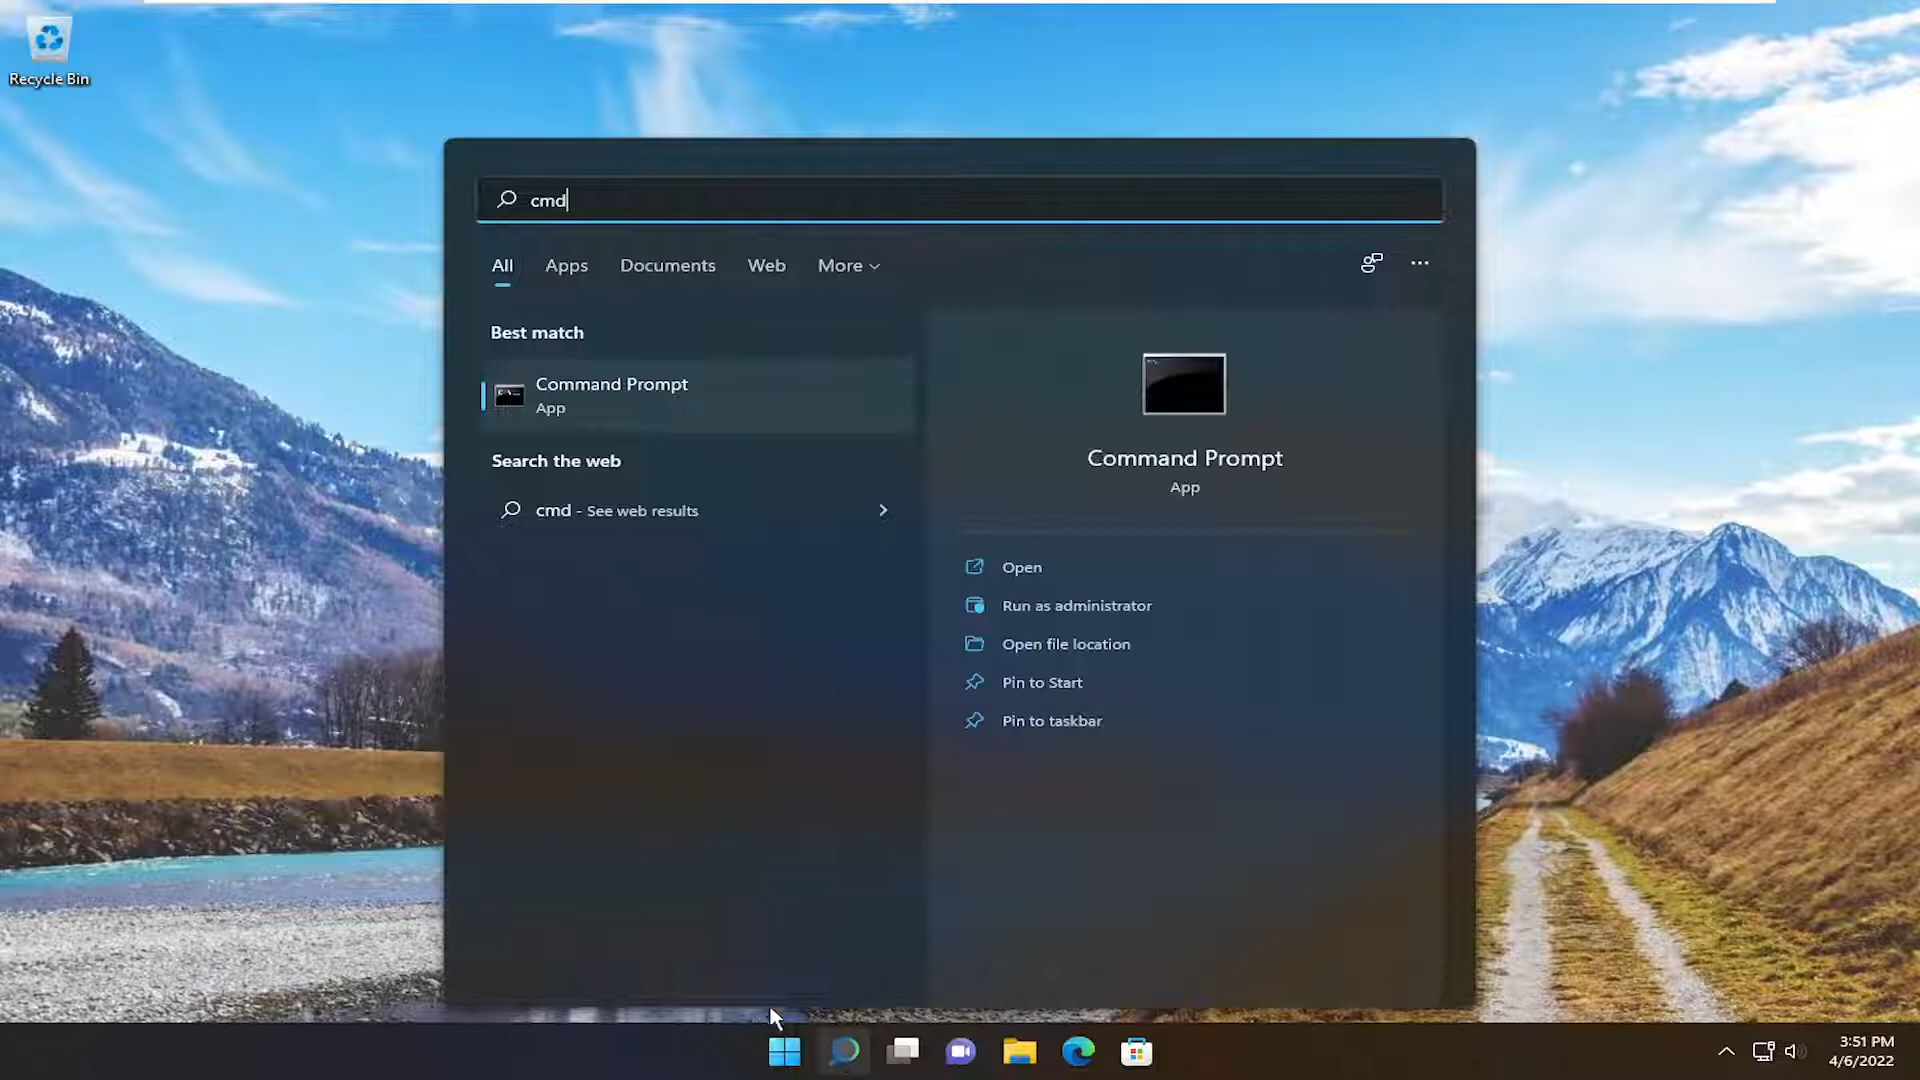 Recycle Bin
cmd
All Apps Documents Web More
Best match
Command Prompt
App
Search the web
cmd - See web results
Command Prompt
App
Open
Run as administrator
Open file location
Pin to Start
Pin to taskbar
3:51 PM
4/6/2022